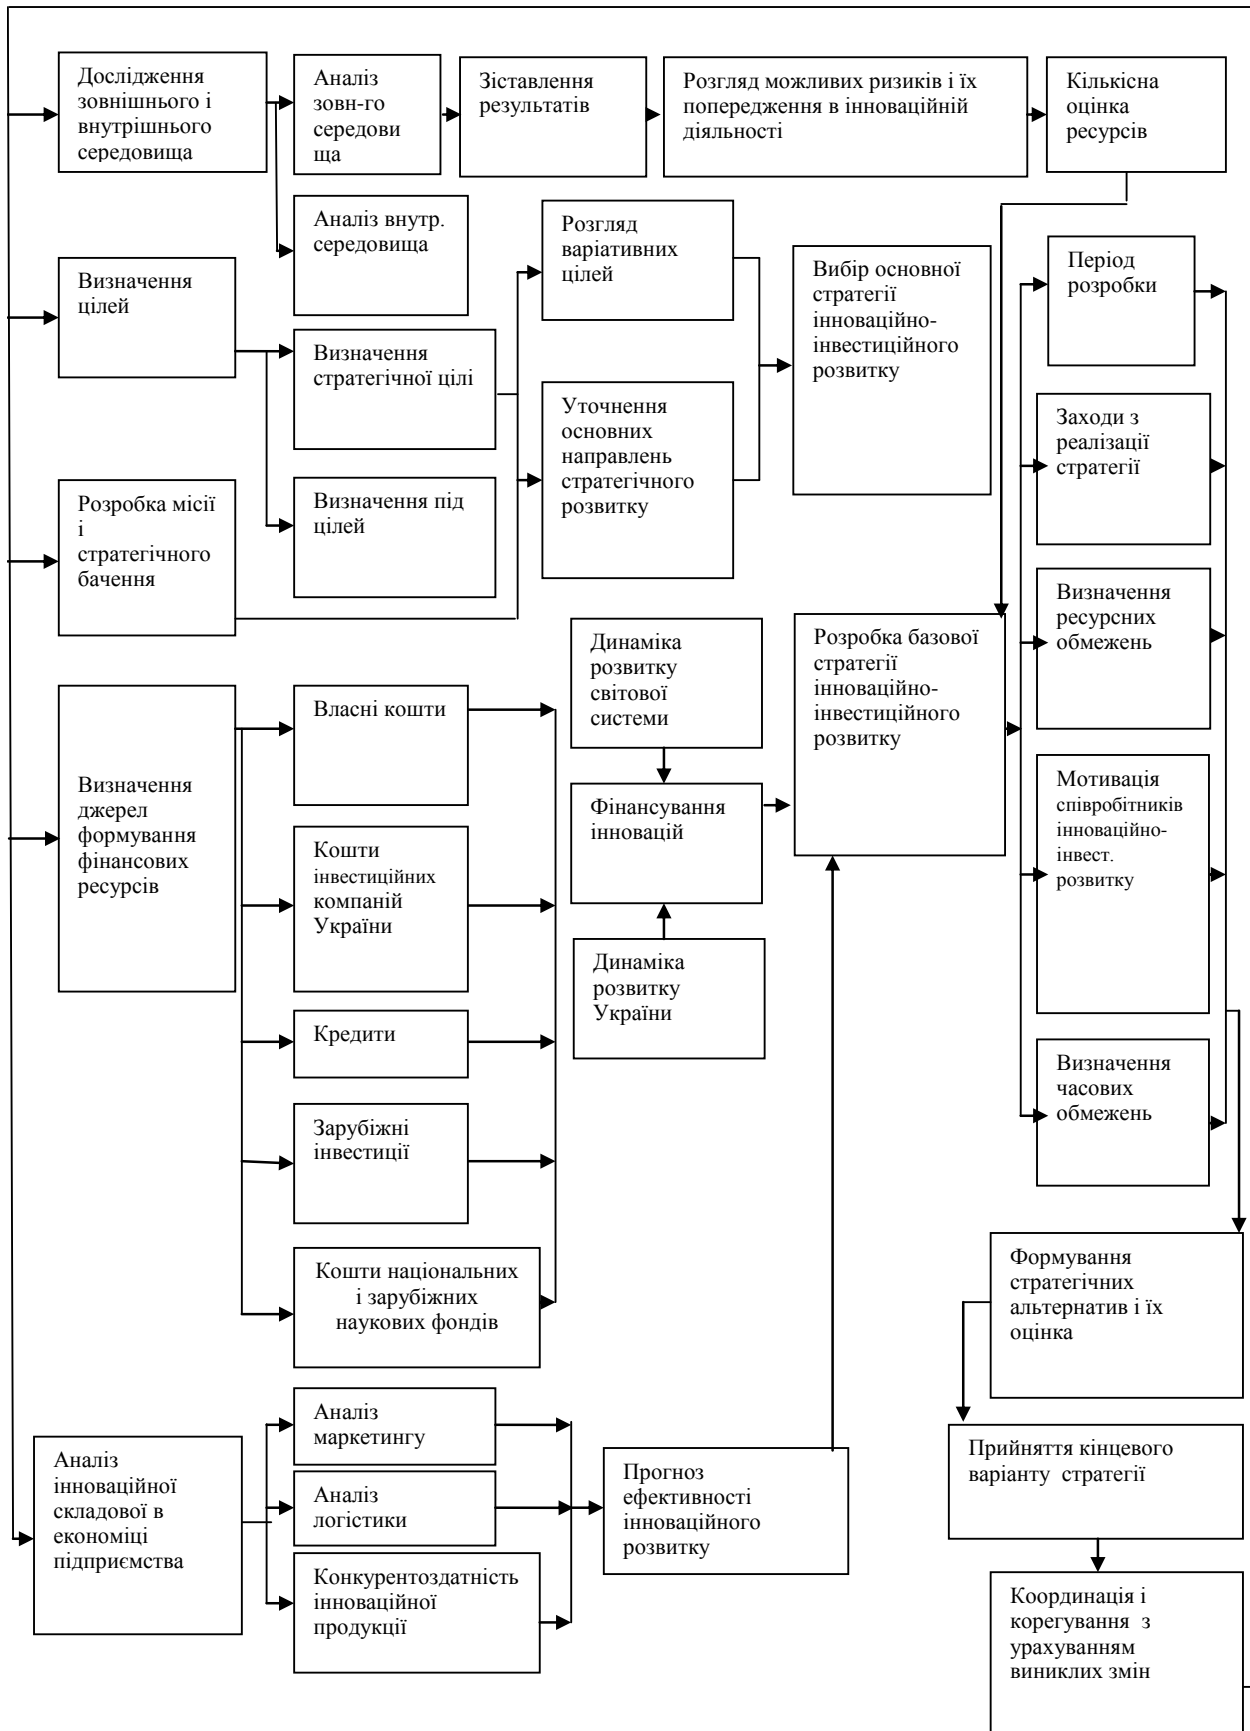 Дослідження
зовнішнього і
внутрішнього
середовища
Аналіз
зовн-го
середови
ща
Зіставлення
результатів
Розгляд можливих ризиків і їх
попередження в інноваційній
діяльності
Кількісна
оцінка
ресурсів
Аналіз внутр.
середовища
Визначення
цілей
Визначення
стратегічної цілі
Визначення під
цілей
Розгляд
варіативних
цілей
Уточнення
основних
направлень
стратегічного
розвитку
Вибір основної
стратегії
інноваційно-
інвестиційного
розвитку
Період
розробки
Заходи з
реалізації
стратегії
Розробка місії
і
стратегічного
бачення
Визначення
ресурсних
обмежень
Динаміка
розвитку
світової
системи
Розробка базової
стратегії
інноваційно-
інвестиційного
розвитку
Визначення
джерел
формування
фінансових
ресурсів
Власні кошти
Кошти
інвестиційних
компаній
України
Кредити
Зарубіжні
інвестиції
Кошти національних
і зарубіжних
наукових фондів
Фінансування
інновацій
Динаміка
розвитку
України
Мотивація
співробітників
інноваційно-
інвест.
розвитку
Визначення
часових
обмежень
Формування
стратегічних
альтернатив і їх
оцінка
Аналіз
інноваційної
складової в
економіці
підприємства
Аналіз
маркетингу
Аналіз
логістики
Конкурентоздатність
інноваційної
продукції
Прогноз
ефективності
інноваційного
розвитку
Прийняття кінцевого
варіанту стратегії
Координація і
корегування з
урахуванням
виниклих змін